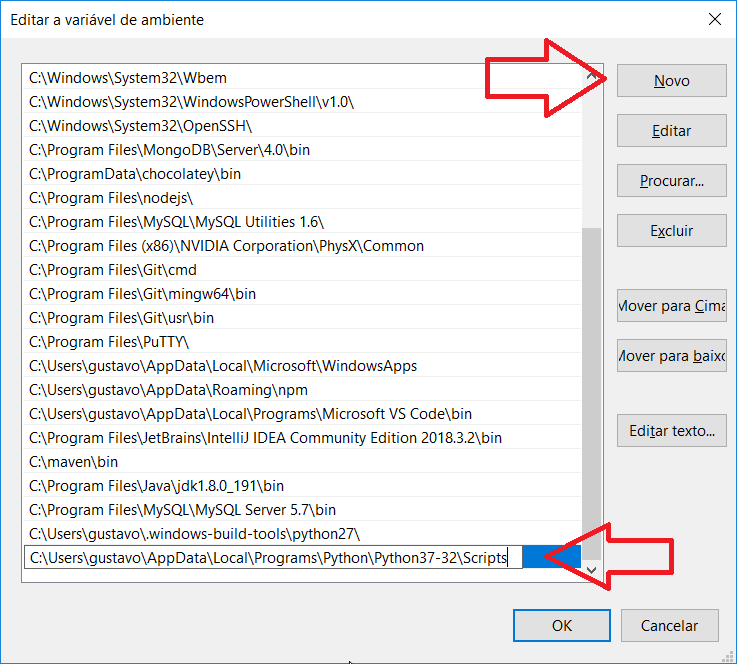 Editar a variável de ambiente
C:\Windows\System32\Wbem
C:\Windows\System32\WindowsPowerShell\v1.0\
C:\Windows\System32\OpenSSH\
C:\Program Files\MongoDB\Server\4.0\bin
C:\ProgramData\chocolatey\bin
C:\Program Files\nodejs\
C:\Program Files\MySQL\MySQL Utilities 1.6\
C:\Program Files (x86)\NVIDIA Corporation\PhysX\Common
C:\Program Files\Git\cmd
C:\Program Files\Git\mingw64\bin
C:\Program Files\Git\usr\bin
C:\Program Files\PuTTY\
C:\Users\gustavo\AppData\Local\Microsoft\WindowsApps
C:\Users\gustavo\AppData\Roaming\npm
C:\Users\gustavo\AppData\Local\Programs\Microsoft VS Code\bin
C:\Program Files\JetBrains\IntelliJ IDEA Community Edition 2018.3.2\bin
C:\maven\bin
C:\Program Files\Java\jdk1.8.0_191\bin
C:\Program Files\MySQL\MySQL Server 5.7\bin
C:\Users\gustavo\.windows-build-tools\python27\
C:\Users\gustavo\AppData\Local\Programs\Python\Python37-32\Scripts
Novo
Editar
Procurar...
Excluir
Mover para Cima
Mover para baixo
Editar texto...
OK
Cancelar